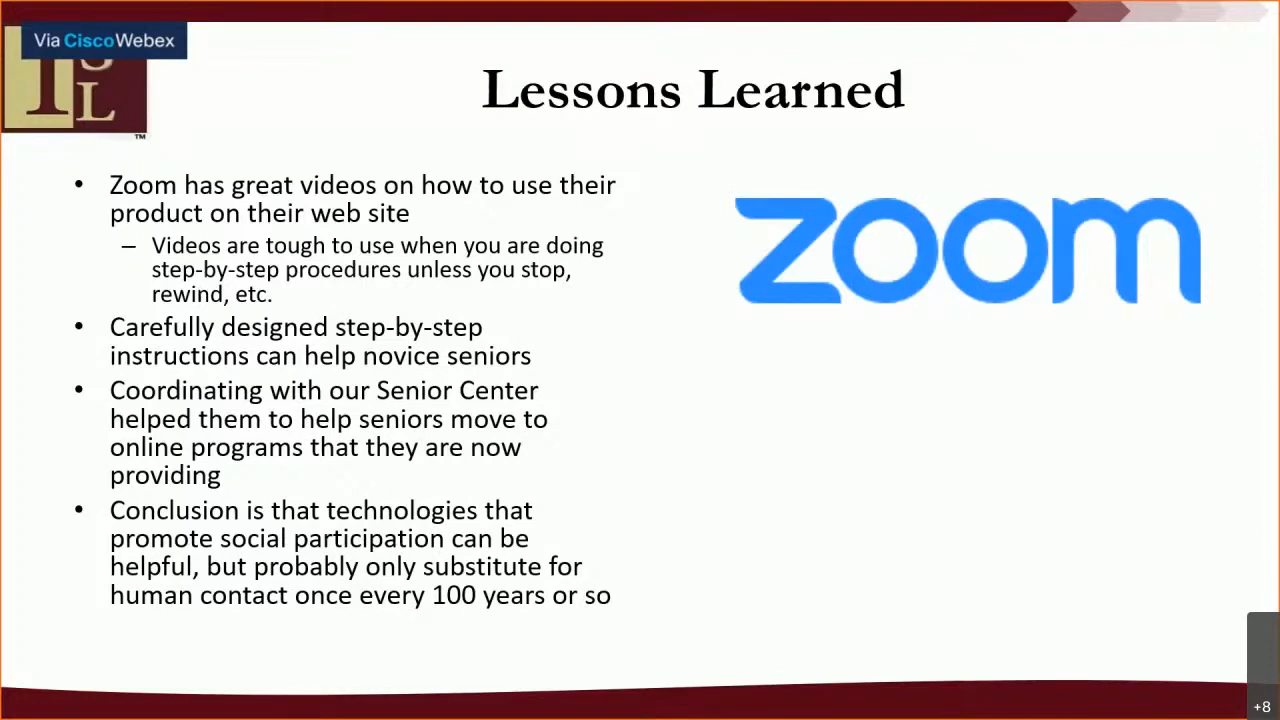 Via CiscoWebex
I S
L
™
Lessons Learned
• Zoom has great videos on how to use their
product on their web site
– Videos are tough to use when you are doing
step-by-step procedures unless you stop,
rewind, etc.
• Carefully designed step-by-step
instructions can help novice seniors
• Coordinating with our Senior Center
helped them to help seniors move to
online programs that they are now
providing
• Conclusion is that technologies that
promote social participation can be
helpful, but probably only substitute for
human contact once every 100 years or so
zoom
+8